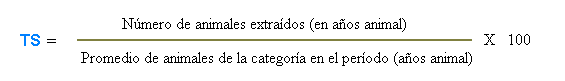 Número de animales extraídos (en años animal)
TS = X 100
Promedio de animales de la categoría en el período (años animal)